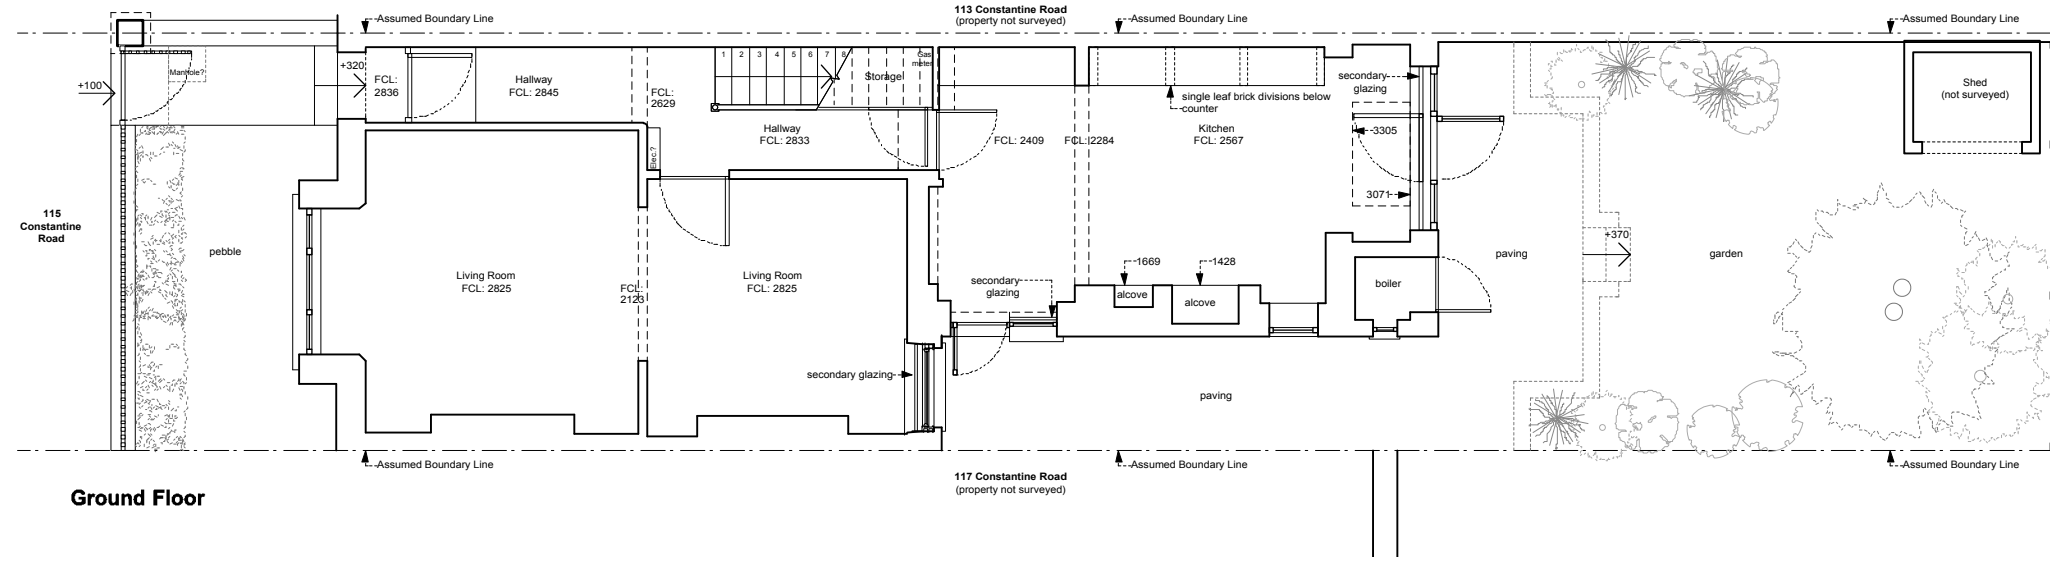 113 Constantine Road
(property not surveyed)
Assumed Boundary Line
Assumed Boundary Line
Assumed Boundary Line
+100
Manhole?
+320
FCL:
2836
Hallway
FCL: 2845
FCL:
2629
1 2 3 4 5 6 7 8
Storage
Gas
meter
Hallway
FCL: 2833
Elec.?
FCL: 2409
FCL: 2284
single leaf brick divisions below
counter
Kitchen
FCL: 2567
secondary
glazing
3305
3071
Shed
(not surveyed)
115
Constantine
Road
pebble
Living Room
FCL: 2825
FCL:
2123
Living Room
FCL: 2825
secondary
glazing
1669
alcove
1428
alcove
boiler
paving
+370
garden
secondary glazing
paving
Assumed Boundary Line
Assumed Boundary Line
Assumed Boundary Line
117 Constantine Road
(property not surveyed)
Ground Floor